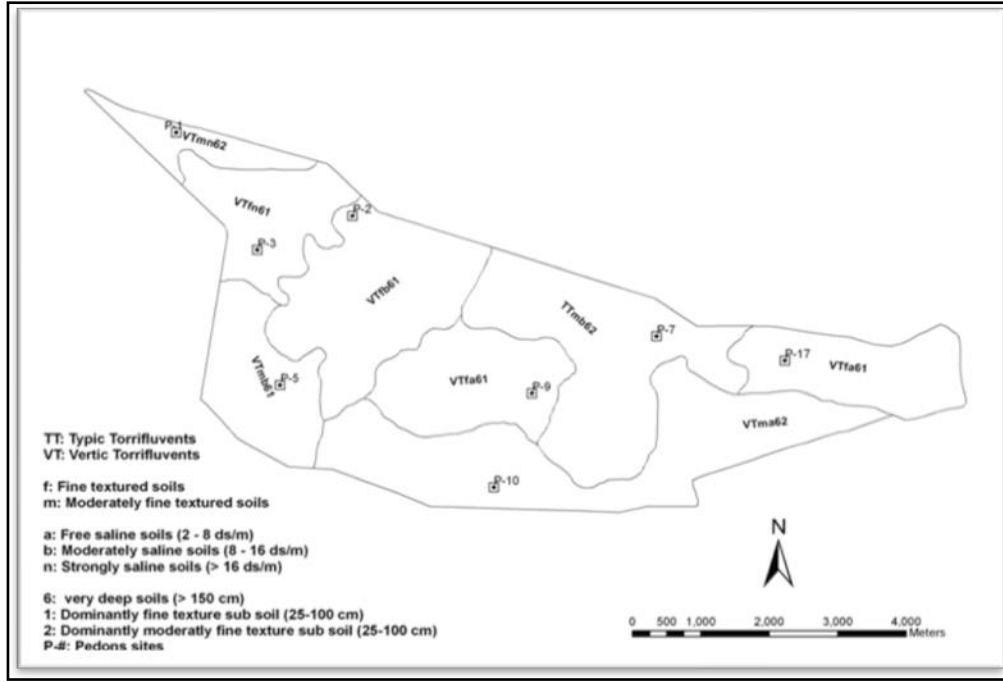 P-1
VTmn62
VTfn61
P-2
P-3
VTfb61
TTmb62
P-7
P-17
VTfa61
VTmb61
P-5
VTfa61
P-9
VTma62
P-10
TT: Typic Torrifluvents
VT: Vertic Torrifluvents
f: Fine textured soils
m: Moderately fine textured soils
a: Free saline soils (2 - 8 ds/m)
b: Moderately saline soils (8 - 16 ds/m)
n: Strongly saline soils (> 16 ds/m)
6: very deep soils (> 150 cm)
1: Dominantly fine texture sub soil (25-100 cm)
2: Dominantly moderatly fine texture sub soil (25-100 cm)
P-#: Pedons sites
N
0 500 1,000 2,000 3,000 4,000
Meters